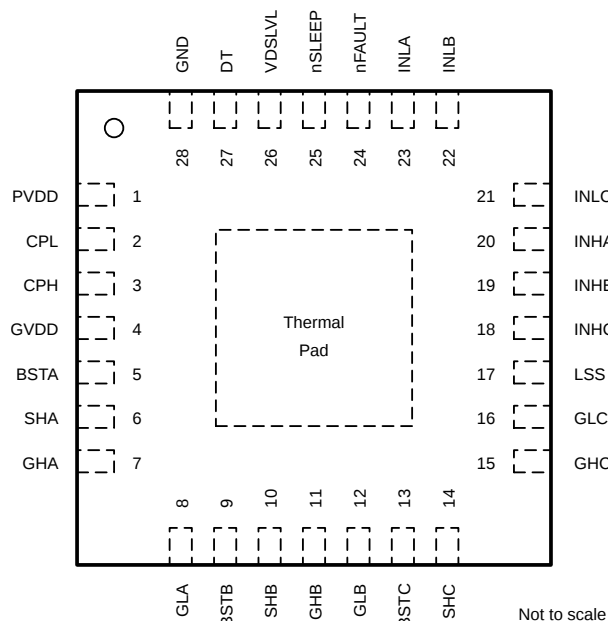 GND DT VDSLVL nSLEEP nFAULT INLA INLB
28 27 26 25 24 23 22
PVDD 1 21 INLC
CPL 2 20 INHA
CPH 3 19 INHB
GVDD 4 18 INHC
BSTA 5 17 LSS
SHA 6 16 GLC
GHA 7 15 GHC
Thermal
Pad
8 9 10 11 12 13 14
GLA BSTB SHB GHB GLB BSTC SHC
Not to scale